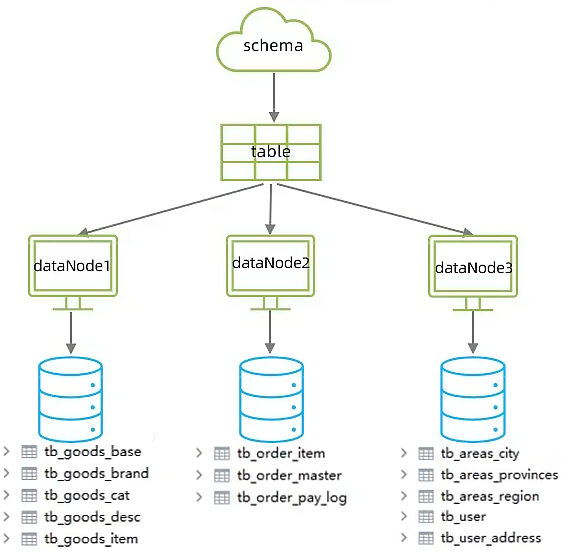 schema
table
dataNode1
dataNode2
dataNode3
tb_goods_base
tb_goods_brand
tb_goods_cat
tb_goods_desc
tb_goods_item
tb_order_item
tb_order_master
tb_order_pay_log
tb_areas_city
tb_areas_provinces
tb_areas_region
tb_user
tb_user_address